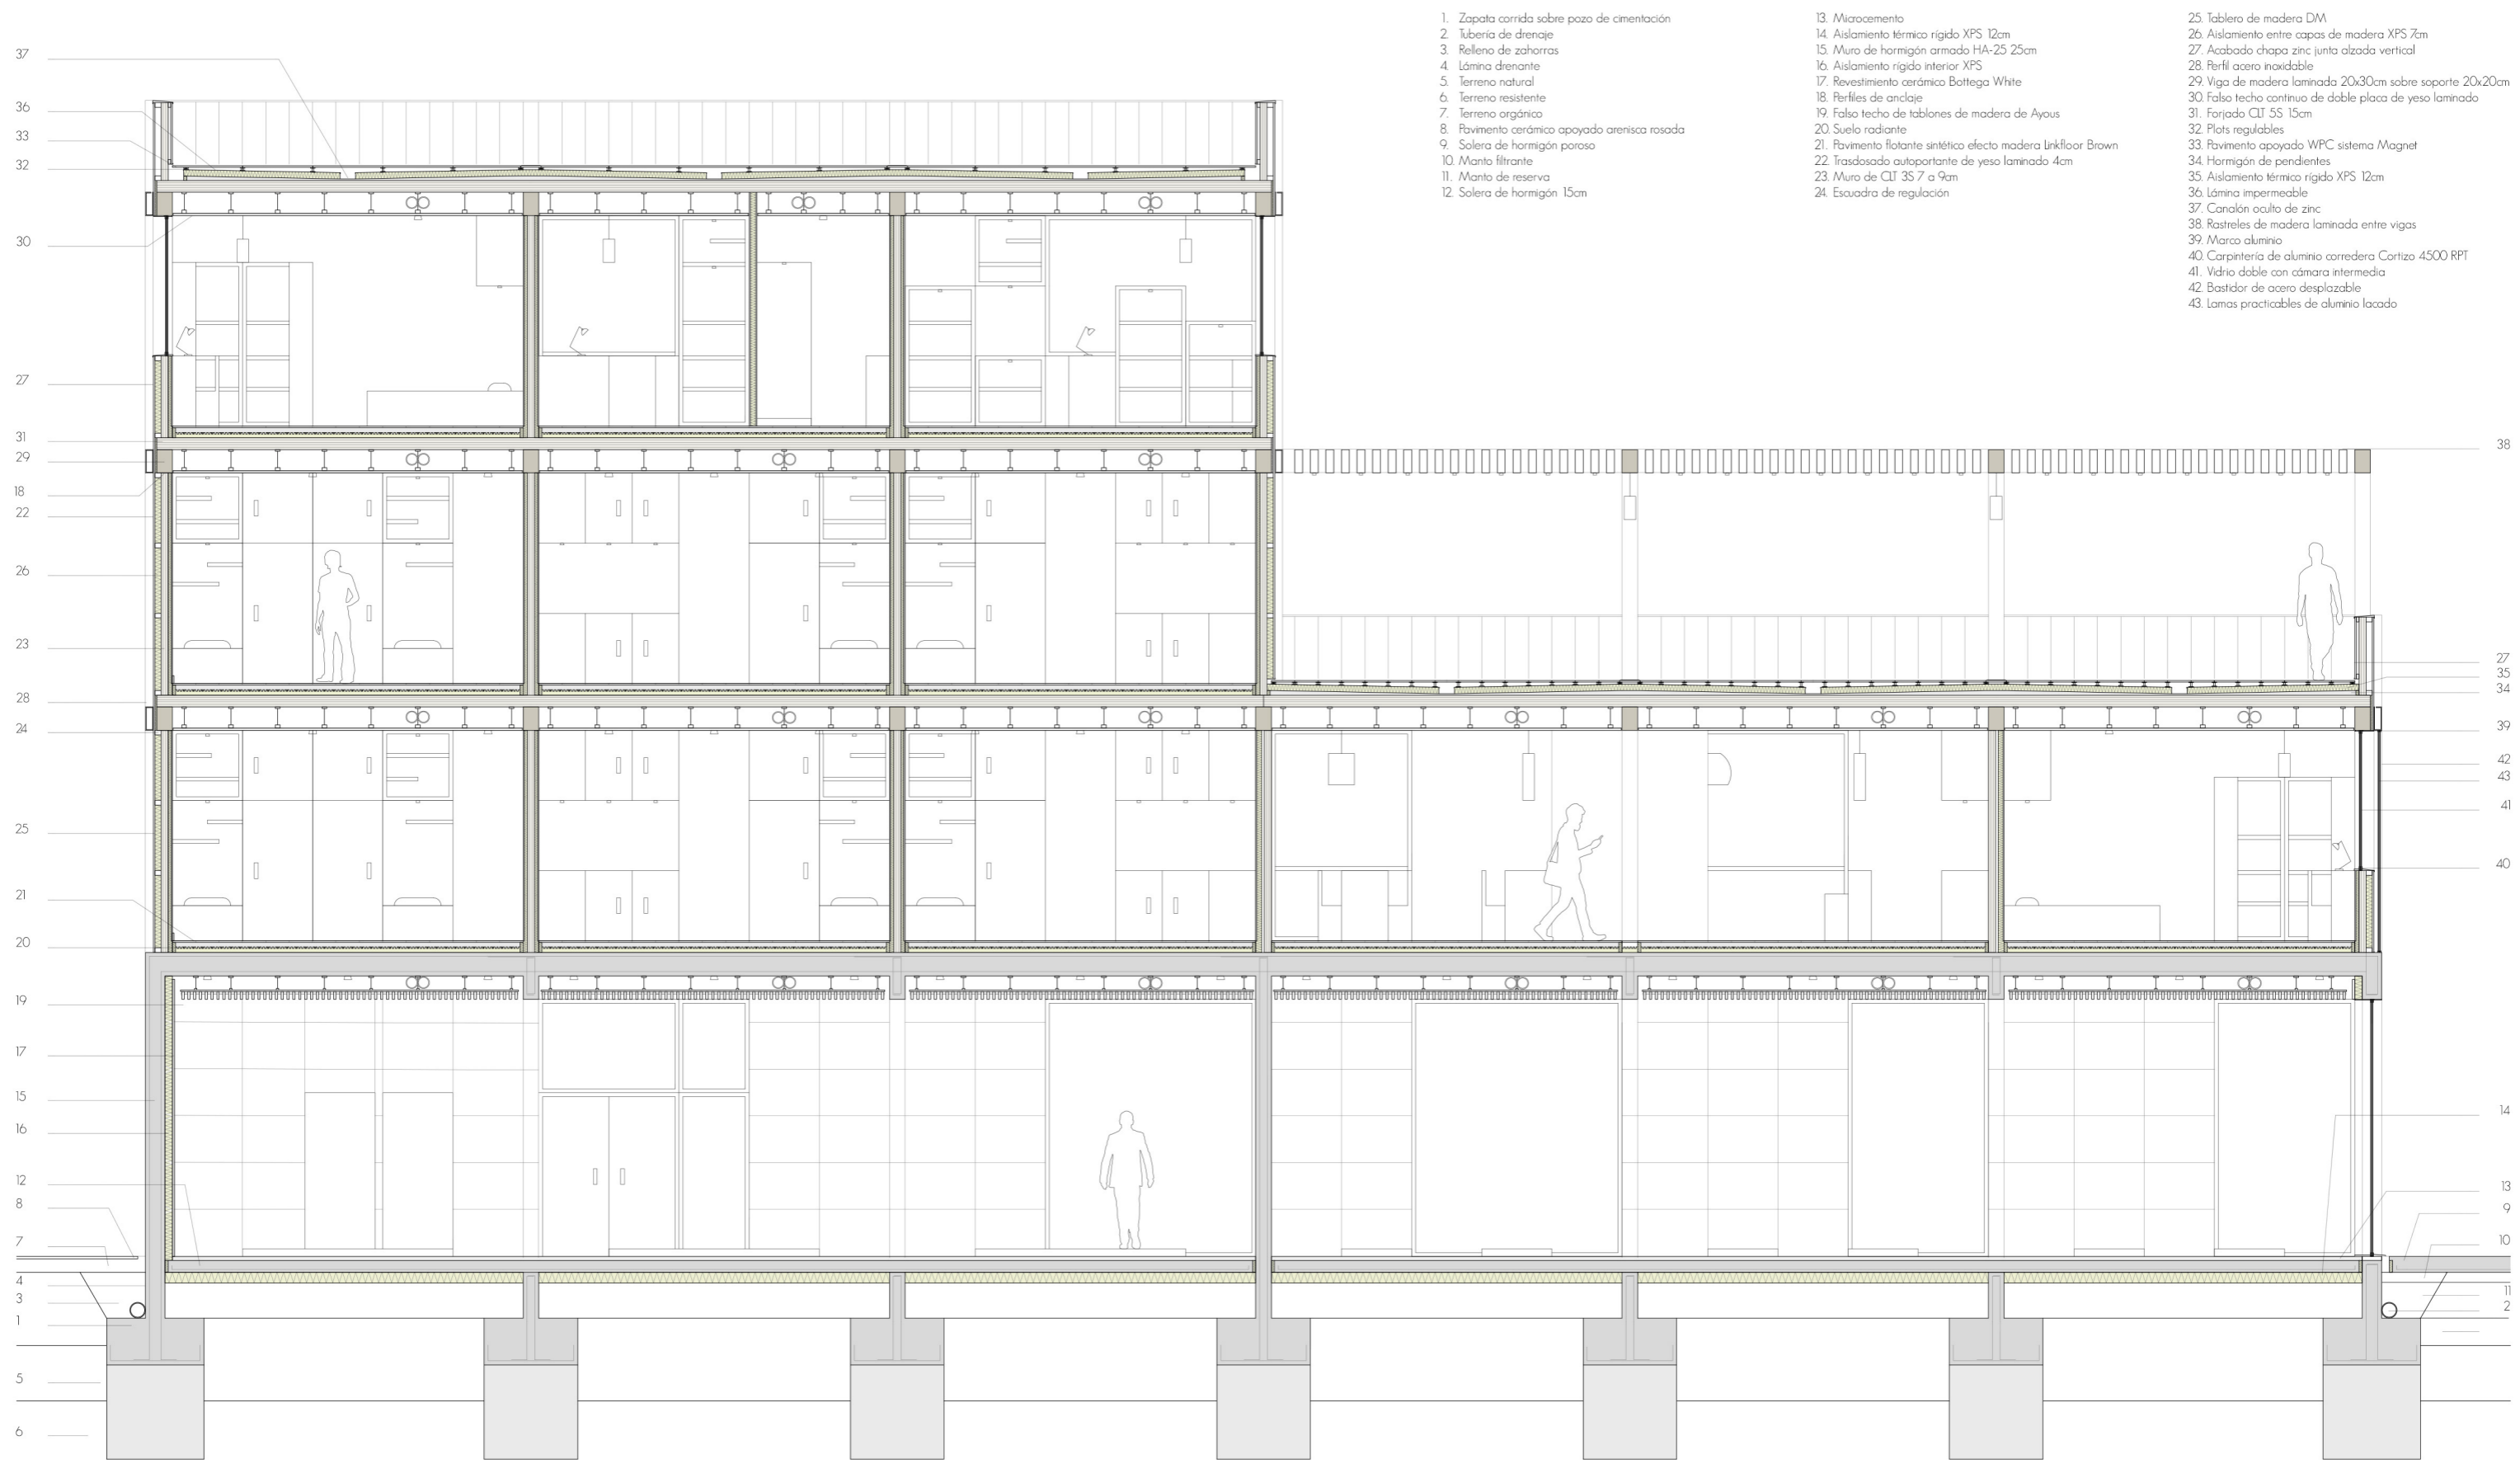 1. Zapata corrida sobre pozo de cimentación
2. Tubería de drenaje
3. Relleno de zahorras
4. Lámina drenante
5. Terreno natural
6. Terreno resistente
7. Terreno orgánico
8. Pavimento cerámico apoyado arenisca rosada
9. Solera de hormigón poroso
10. Manto filtrante
11. Manto de reserva
12. Solera de hormigón 15cm
13. Microcemento
14. Aislamiento térmico rígido XPS 12cm
15. Muro de hormigón armado HA-25 25cm
16. Aislamiento rígido interior XPS
17. Revestimiento cerámico Bottega White
18. Perfiles de anclaje
19. Falso techo de tablones de madera de Ayous
20. Suelo radiante
21. Pavimento flotante sintético efecto madera Linkfloor Brown
22. Trasdosado autoportante de yeso laminado 4cm
23. Muro de CLT 3S 7 a 9cm
24. Escuadra de regulación
25. Tablero de madera DM
26. Aislamiento entre capas de madera XPS 7cm
27. Acabado chapa zinc junta alzada vertical
28. Perfil acero inoxidable
29. Viga de madera laminada 20x30cm sobre soporte 20x20cm
30. Falso techo continuo de doble placa de yeso laminado
31. Forjado CLT 5S 15cm
32. Plots regulables
33. Pavimento apoyado WPC sistema Magnet
34. Hormigón de pendientes
35. Aislamiento térmico rígido XPS 12cm
36. Lámina impermeable
37. Canalón oculto de zinc
38. Rastreles de madera laminada entre vigas
39. Marco aluminio
40. Carpintería de aluminio corredera Cortizo 4500 RPT
41. Vidrio doble con cámara intermedia
42. Bastidor de acero desplazable
43. Lamas practicables de aluminio lacado
37
36
33
32
30
27
31
29
18
22
26
23
28
24
25
21
20
19
17
15
16
12
8
7
4
3
1
5
6
38
27
35
34
39
42
43
41
40
14
13
9
10
11
2